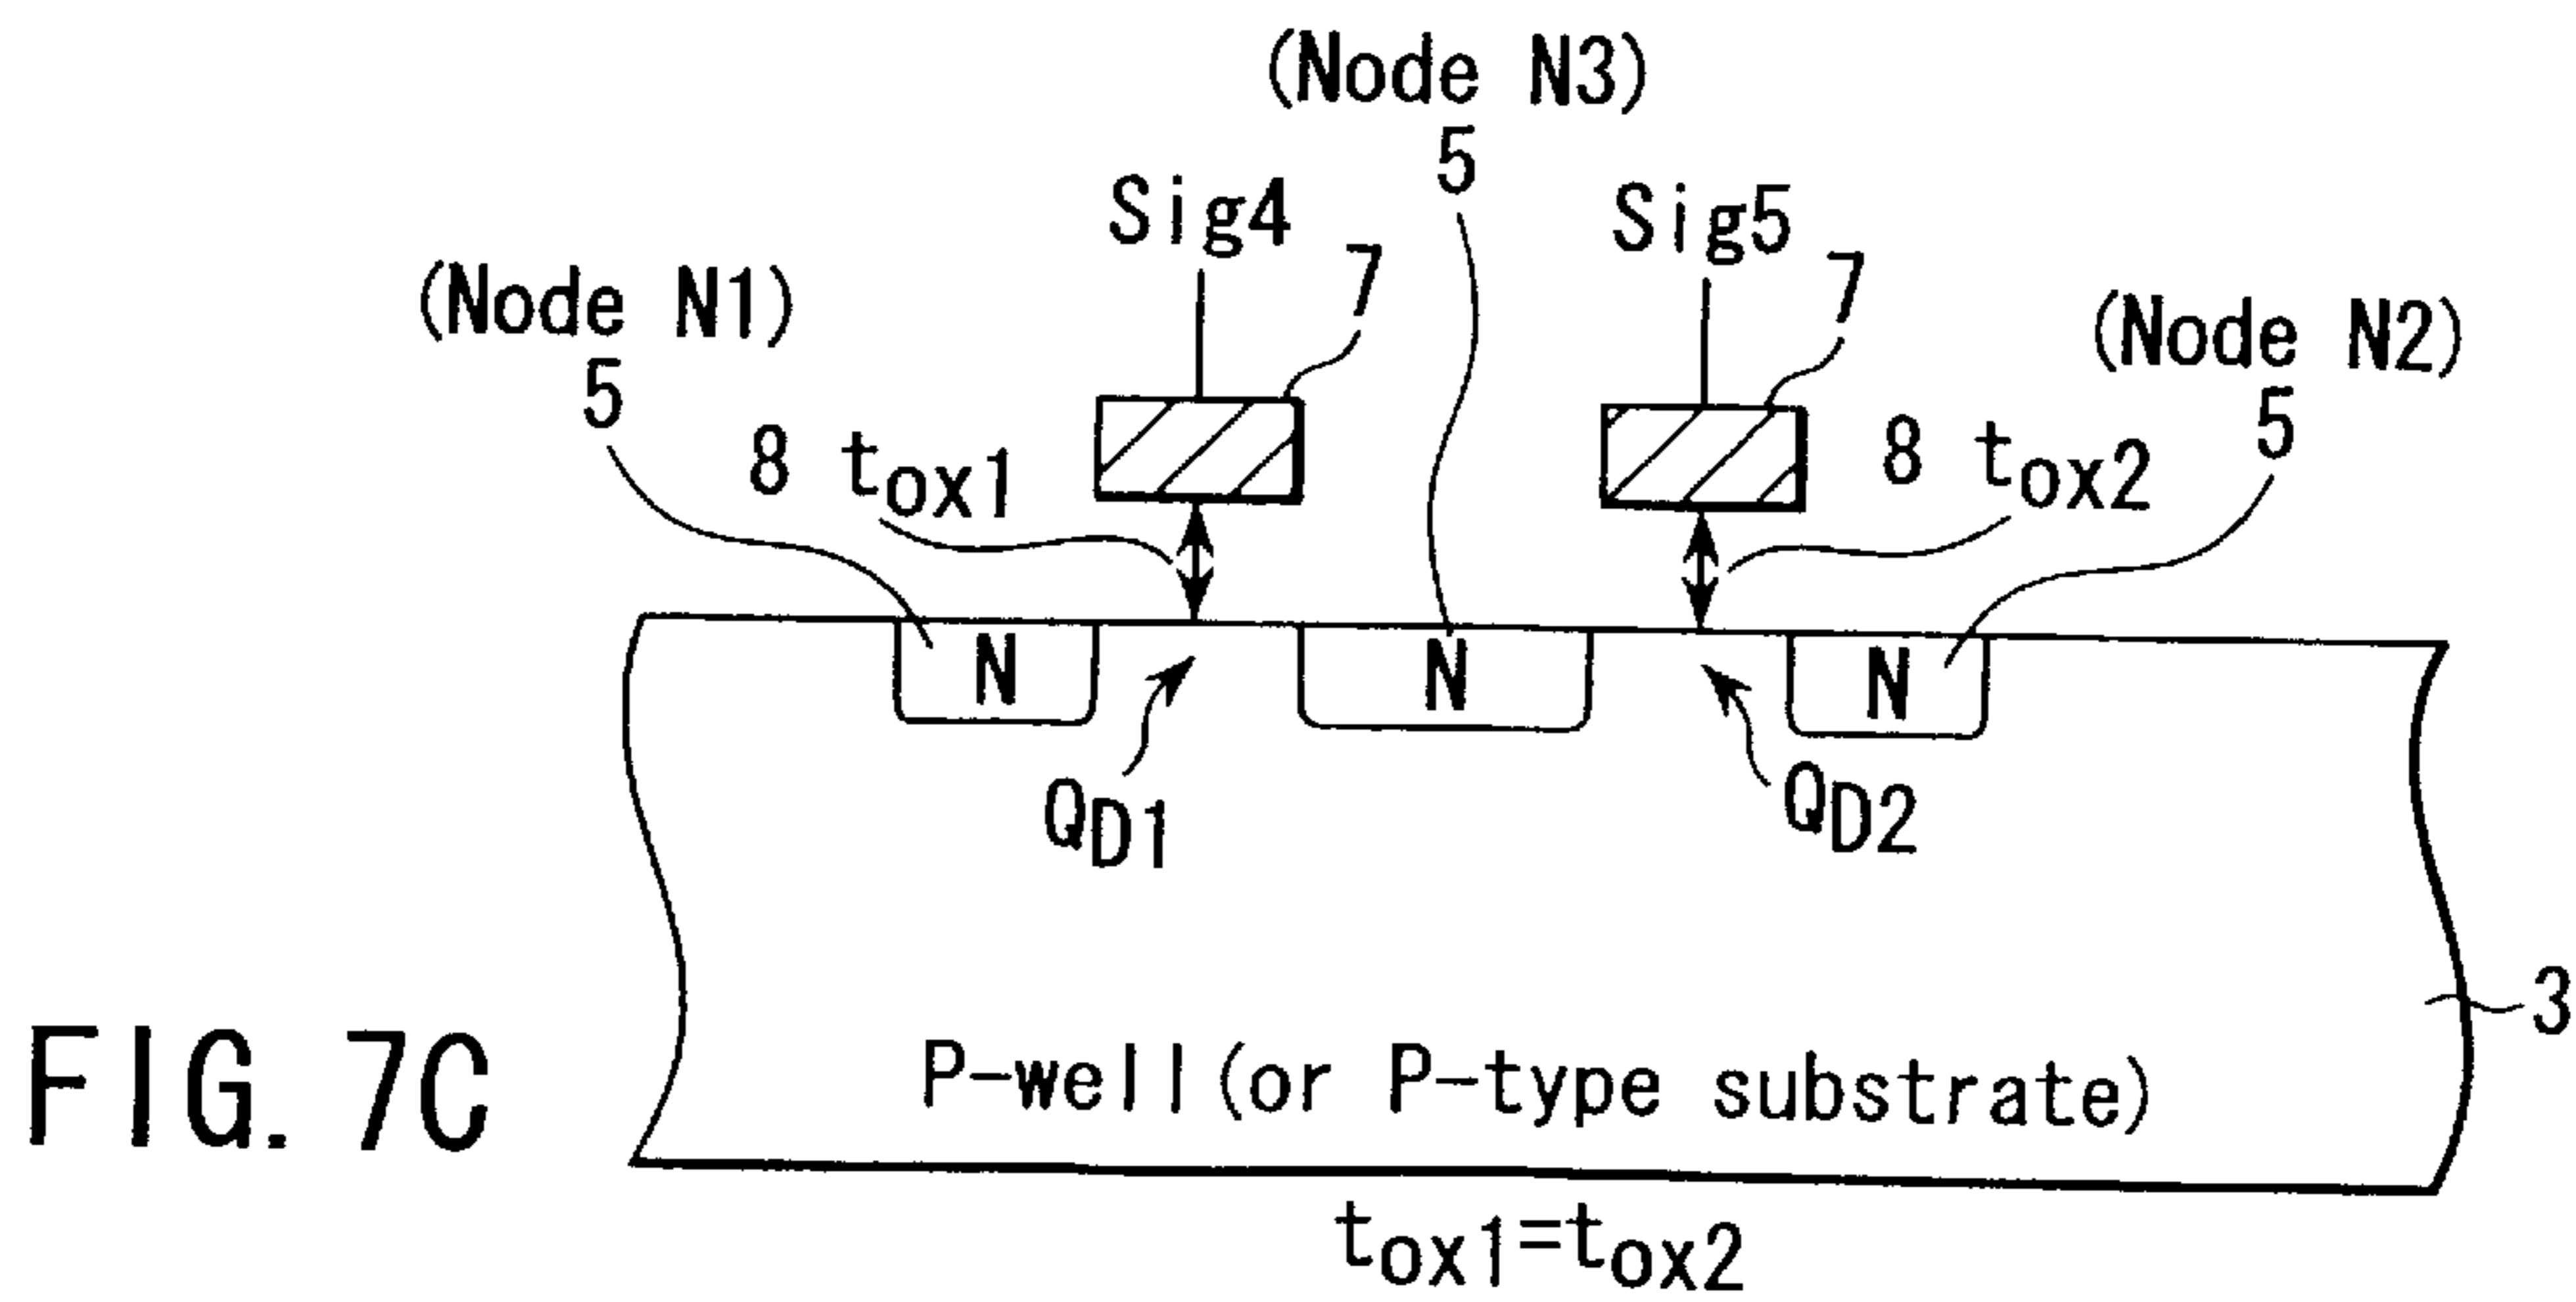 (Node N3)
5
Sig4
7
Sig5
7
(Node N1)
5
(Node N2)
5
8 tox1
8 tox2
N
N
N
QD1
QD2
3
P-well(or P-type substrate)
FIG. 7C
tox1=tox2